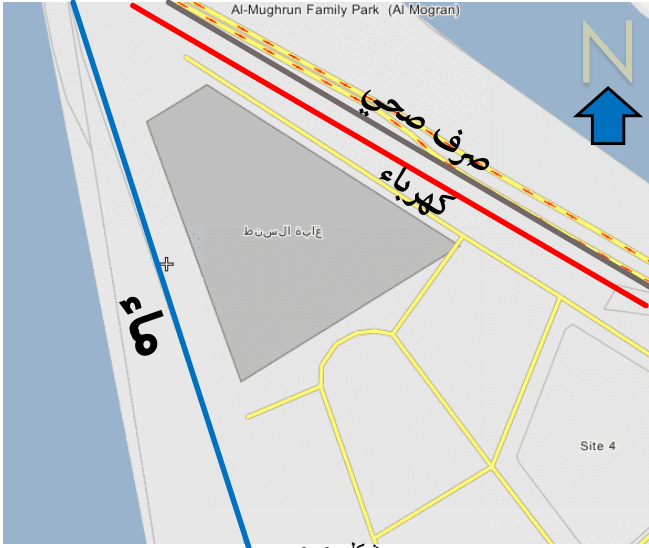 Al-Mughrun Family Park (Al Mogran)
N
صرف صحي
كهرباء
غابة السنط
ماء
Site 4